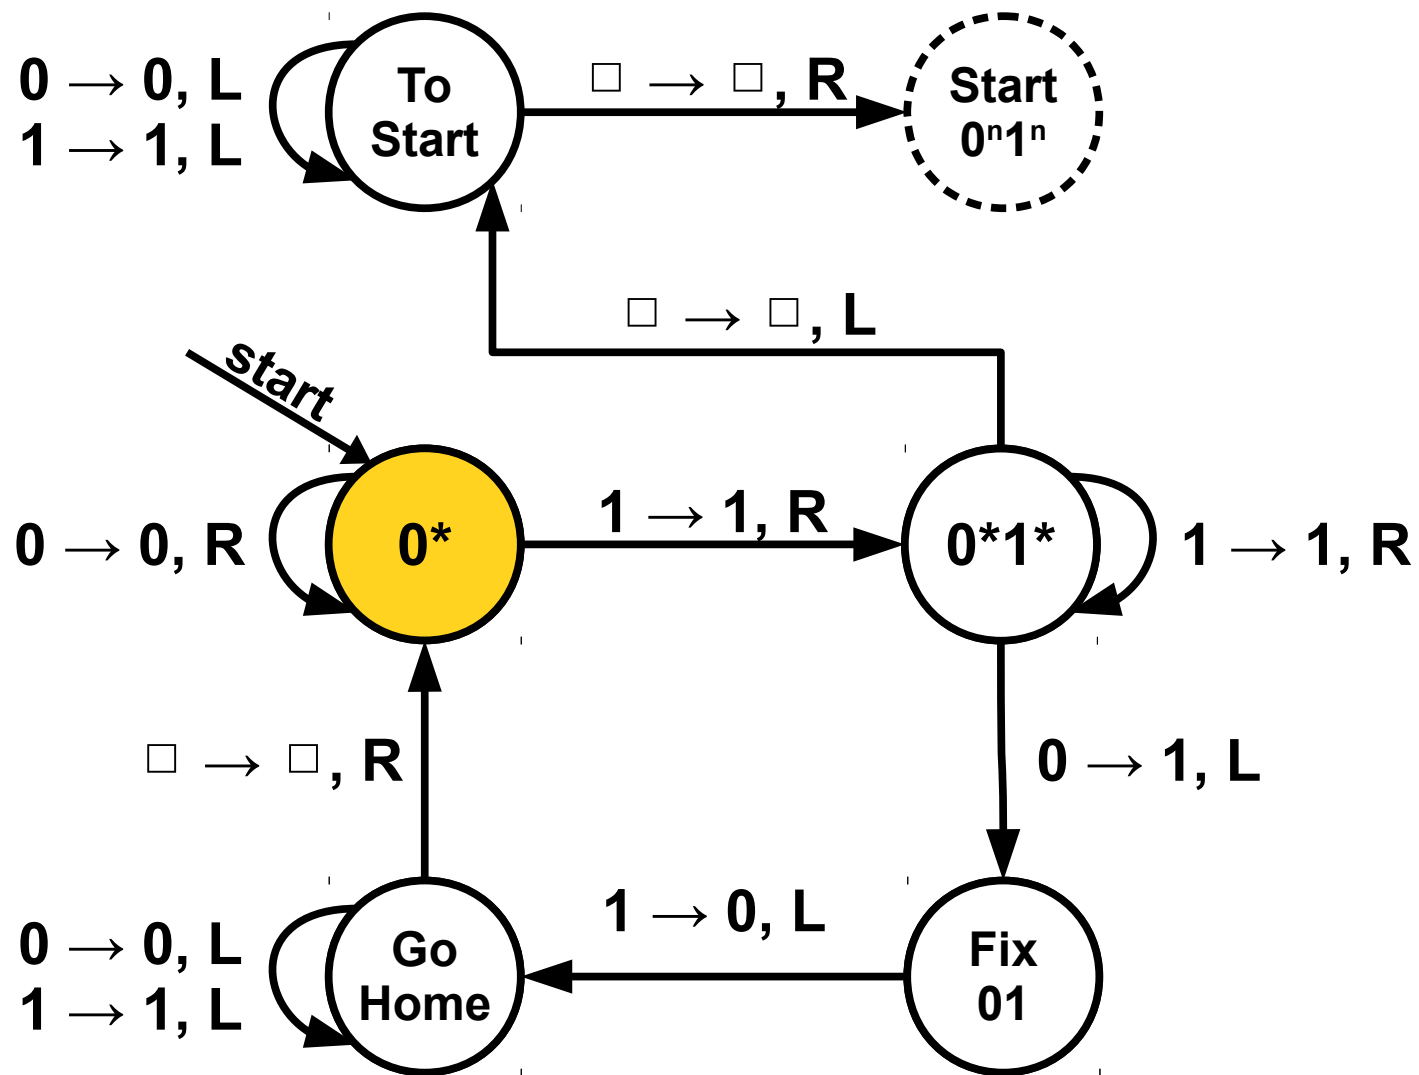 To
Start
0 → 0, L
1 → 1, L
□ → □, R
Start
0ⁿ1ⁿ
□ → □, L
start
0*
0 → 0, R
1 → 1, R
0*1*
1 → 1, R
□ → □, R
0 → 1, L
Go
Home
0 → 0, L
1 → 1, L
1 → 0, L
Fix
01